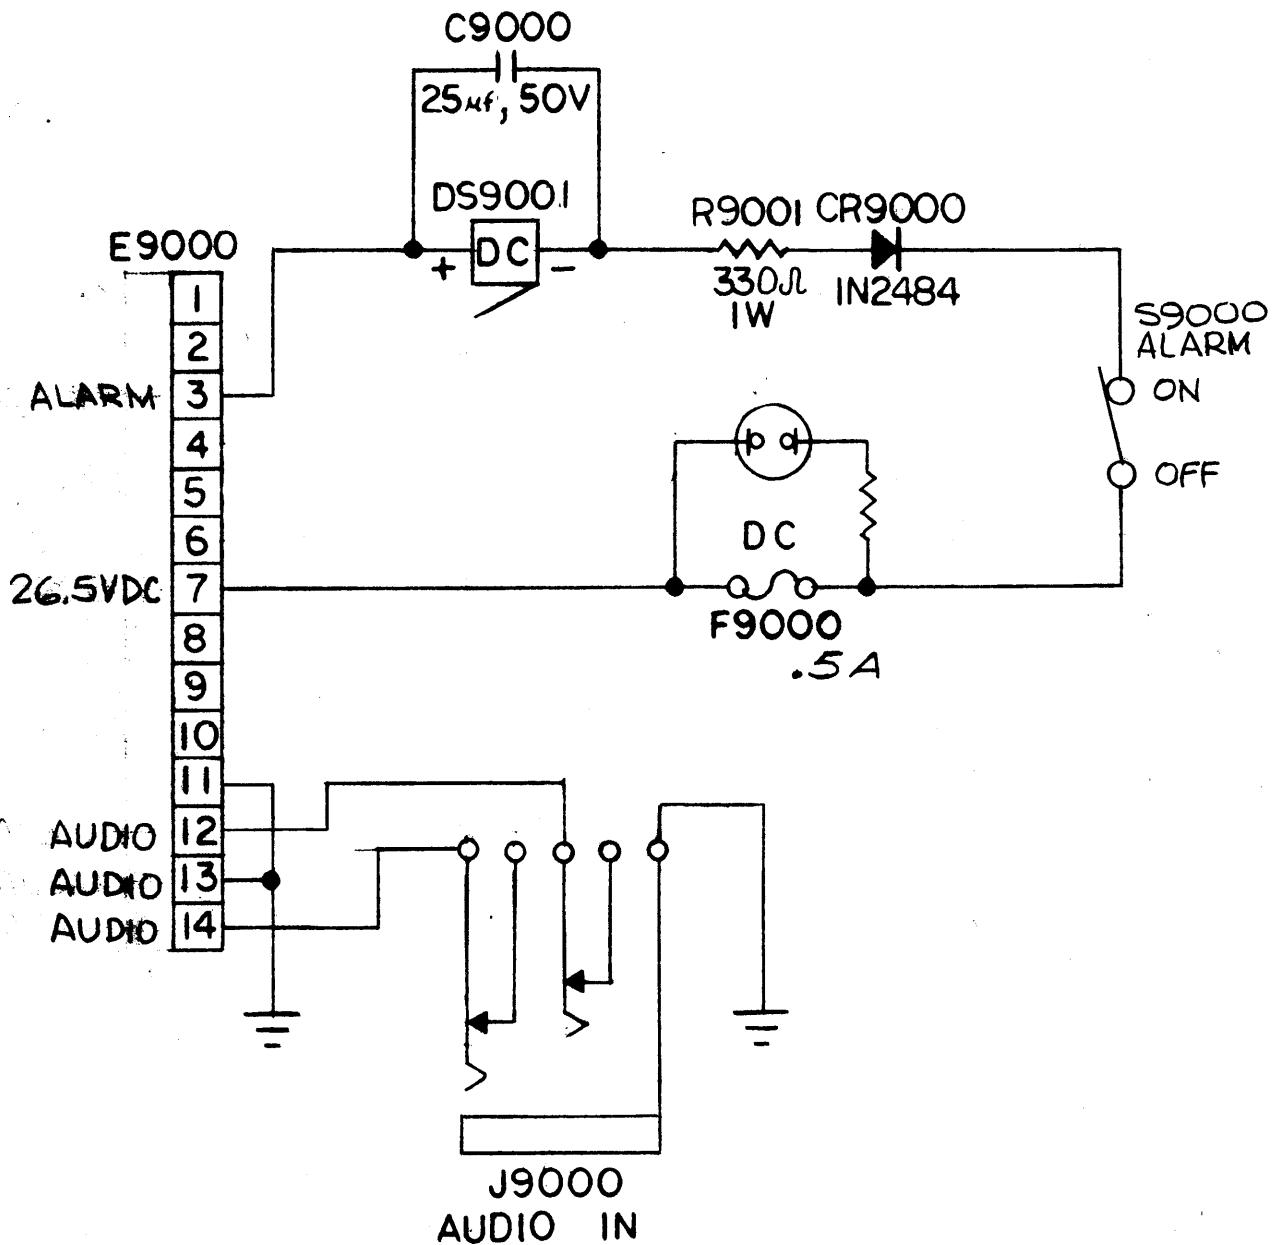 C9000
25µf, 50V
DS9001
DC
+ −
R9001
330Ω
1W
CR9000
IN2484
S9000
ALARM
ON
OFF
E9000
1
2
ALARM 3
4
5
6
26.5VDC 7
8
9
10
11
AUDIO 12
AUDIO 13
AUDIO 14
DC
F9000
.5A
J9000
AUDIO IN